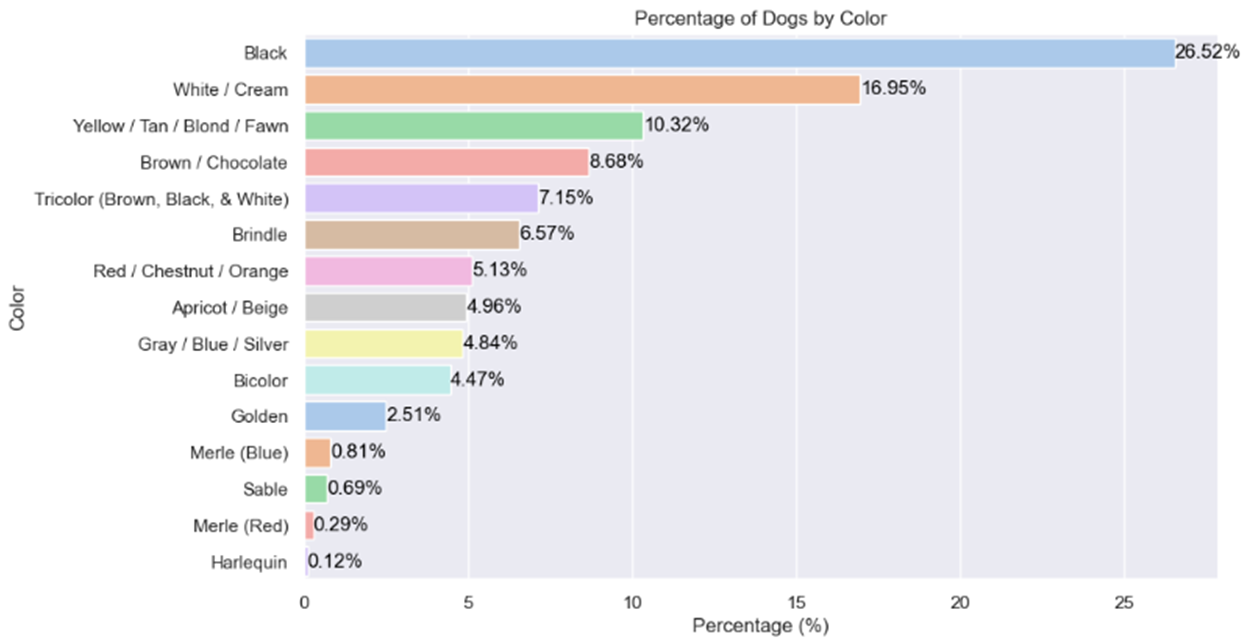 Percentage of Dogs by Color
Black 26.52%
White / Cream 16.95%
Yellow / Tan / Blond / Fawn 10.32%
Brown / Chocolate 8.68%
Tricolor (Brown, Black, & White) 7.15%
Brindle 6.57%
Red / Chestnut / Orange 5.13%
Apricot / Beige 4.96%
Gray / Blue / Silver 4.84%
Bicolor 4.47%
Golden 2.51%
Merle (Blue) 0.81%
Sable 0.69%
Merle (Red) 0.29%
Harlequin 0.12%
Color
0 5 10 15 20 25
Percentage (%)